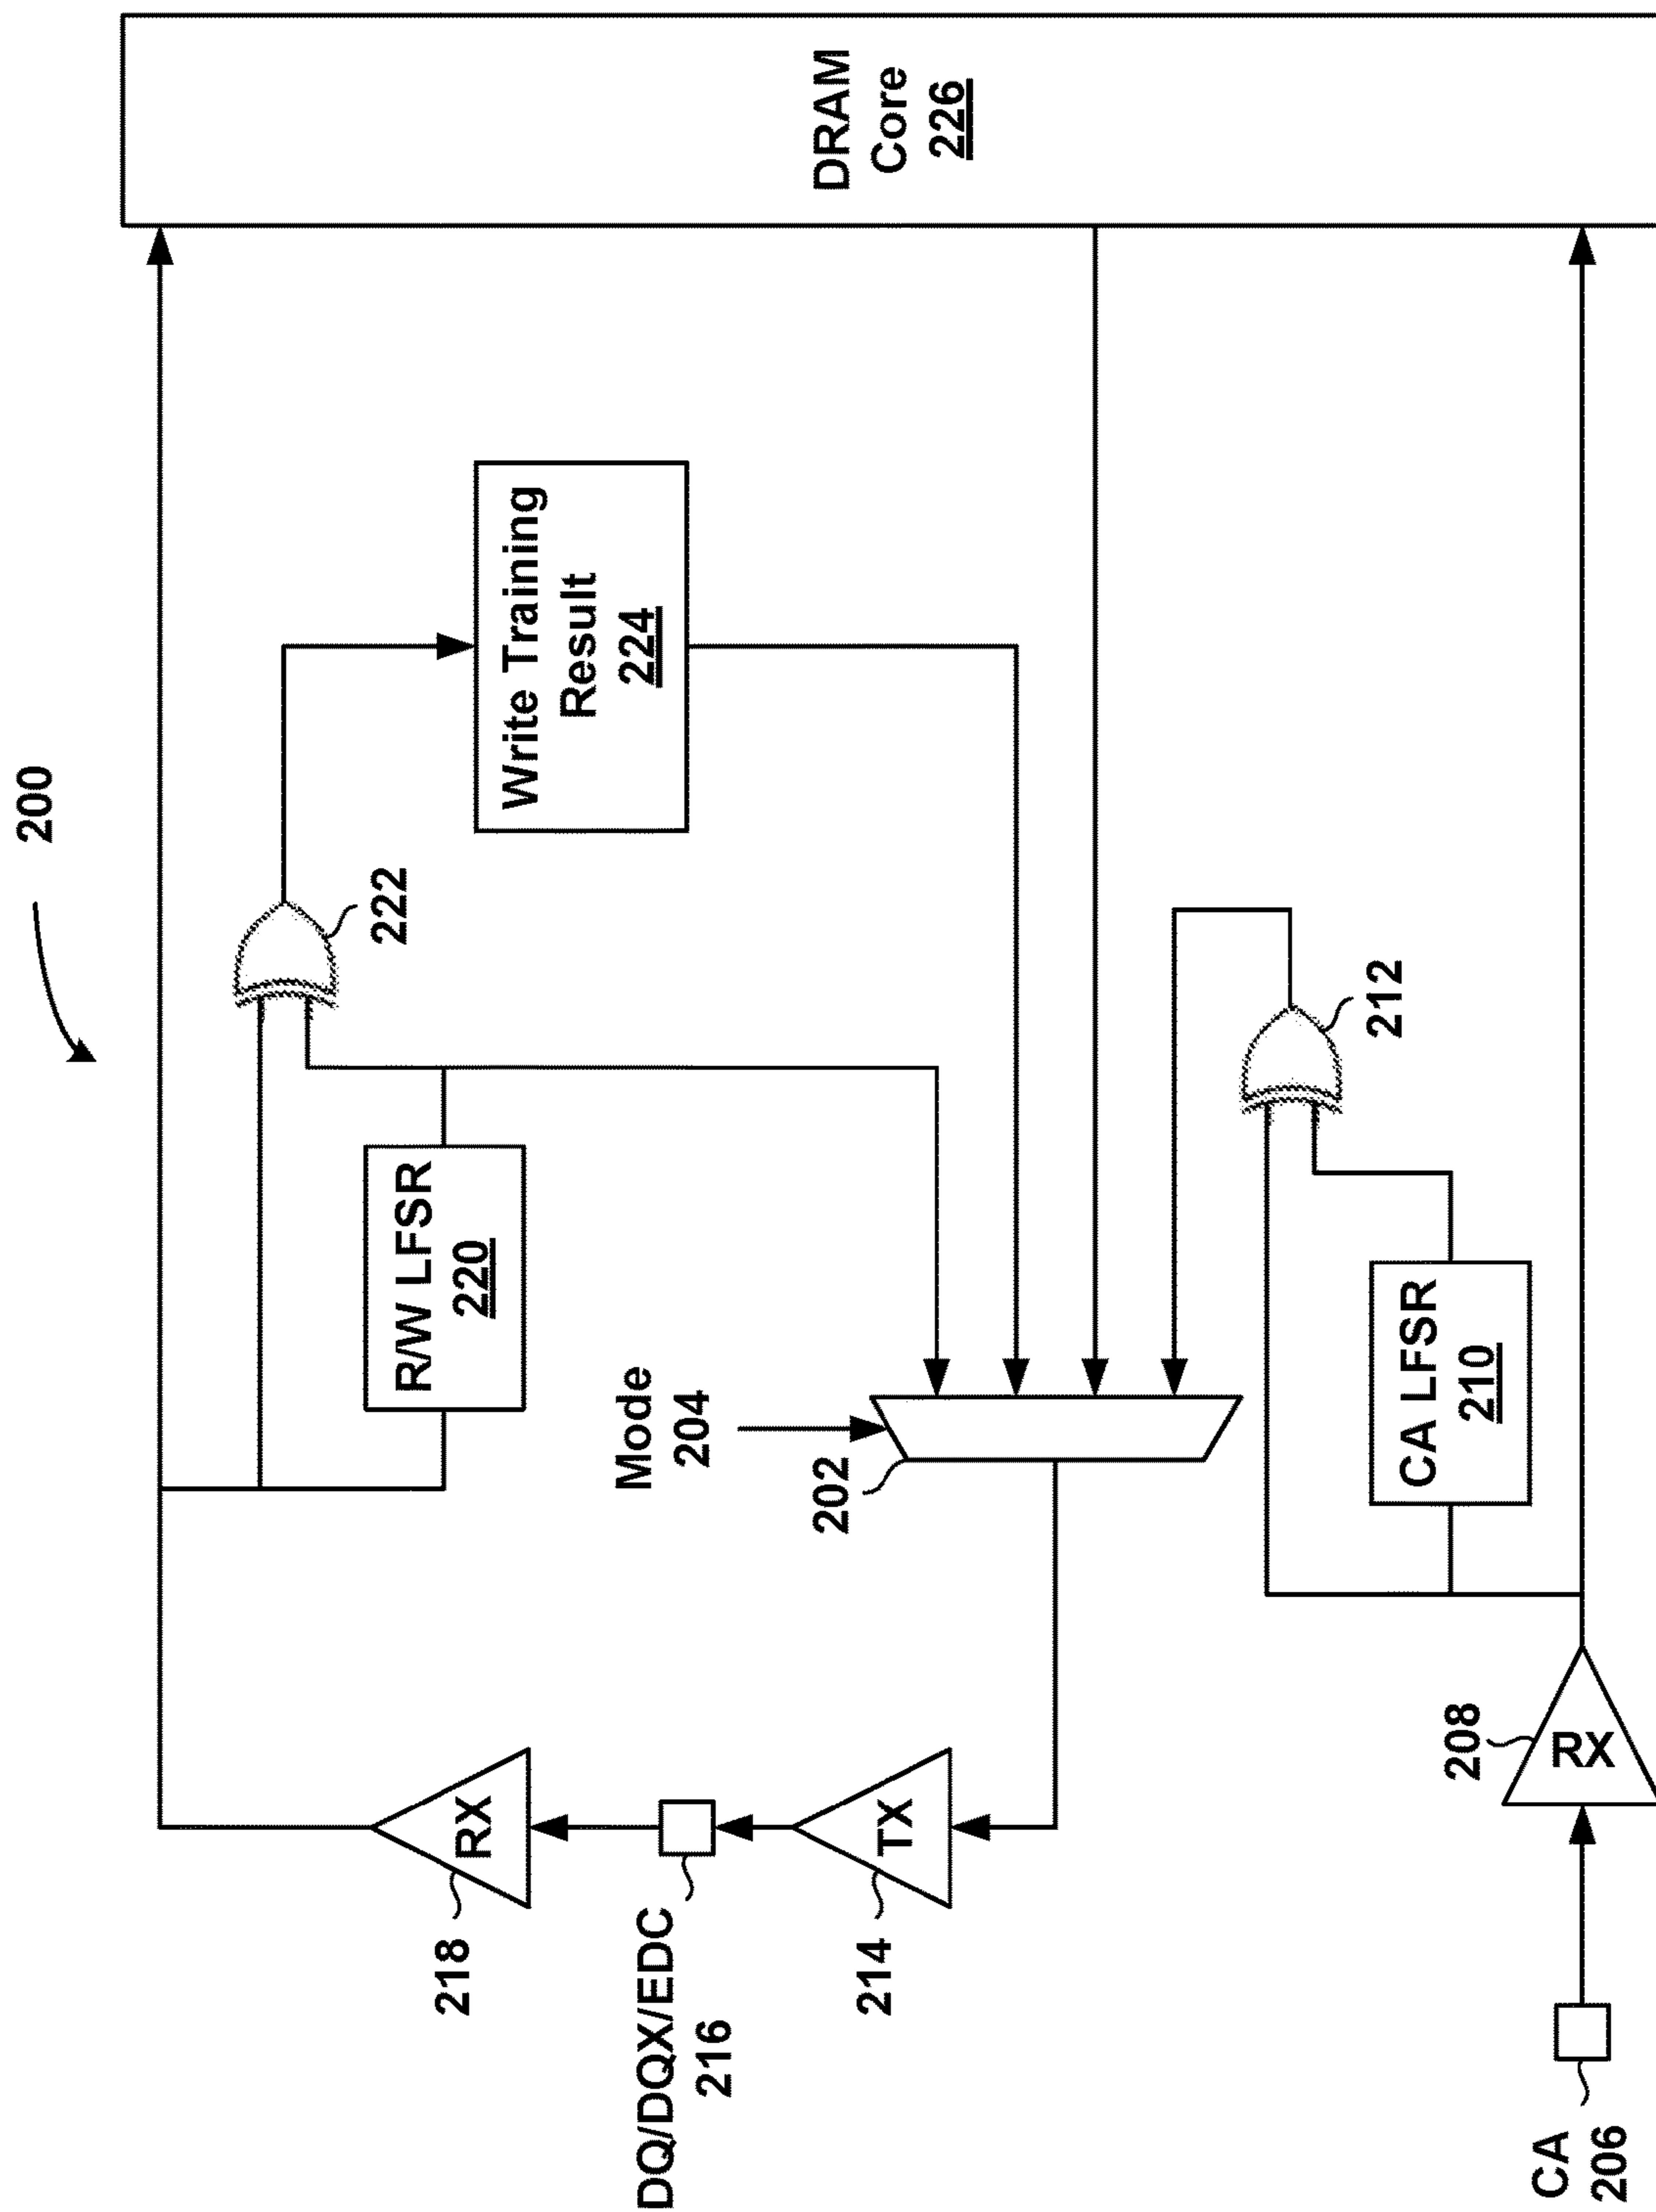 200
DRAM
Core
226
Write Training
Result
224
222
R/W LFSR
220
Mode
204
202
212
CA LFSR
210
RX
218
DQ/DQX/EDC
216
TX
214
208
RX
CA
206